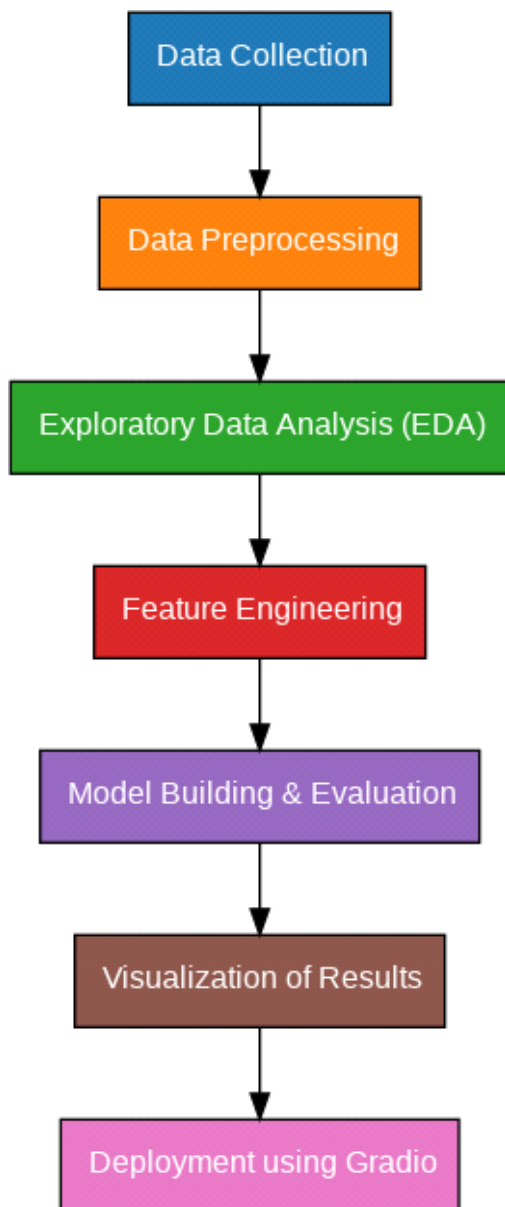 Data Collection
Data Preprocessing
Exploratory Data Analysis (EDA)
Feature Engineering
Model Building & Evaluation
Visualization of Results
Deployment using Gradio